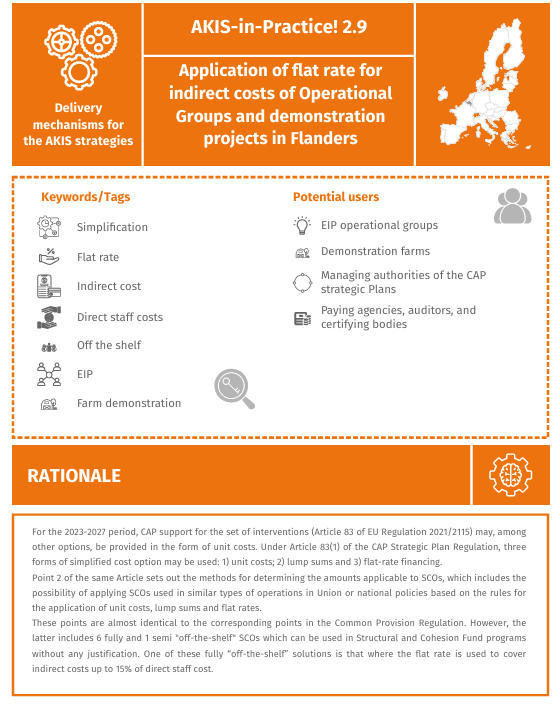 AKIS-in-Practice! 2.9
Application of flat rate for
indirect costs of Operational
Groups and demonstration
projects in Flanders
Delivery
mechanisms for
the AKIS strategies
Keywords/Tags
Simplification
Flat rate
Indirect cost
Direct staff costs
Off the shelf
EIP
Farm demonstration
Potential users
EIP operational groups
Demonstration farms
Managing authorities of the CAP
strategic Plans
Paying agencies, auditors, and
certifying bodies
RATIONALE
For the 2023-2027 period, CAP support for the set of interventions (Article 83 of EU Regulation 2021/2115) may, among
other options, be provided in the form of unit costs. Under Article 83(1) of the CAP Strategic Plan Regulation, three
forms of simplified cost option may be used: 1) unit costs; 2) lump sums and 3) flat-rate financing.
Point 2 of the same Article sets out the methods for determining the amounts applicable to SCOs, which includes the
possibility of applying SCOs used in similar types of operations in Union or national policies based on the rules for
the application of unit costs, lump sums and flat rates.
These points are almost identical to the corresponding points in the Common Provision Regulation. However, the
latter includes 6 fully and 1 semi "off-the-shelf" SCOs which can be used in Structural and Cohesion Fund programs
without any justification. One of these fully “off-the-shelf” solutions is that where the flat rate is used to cover
indirect costs up to 15% of direct staff cost.